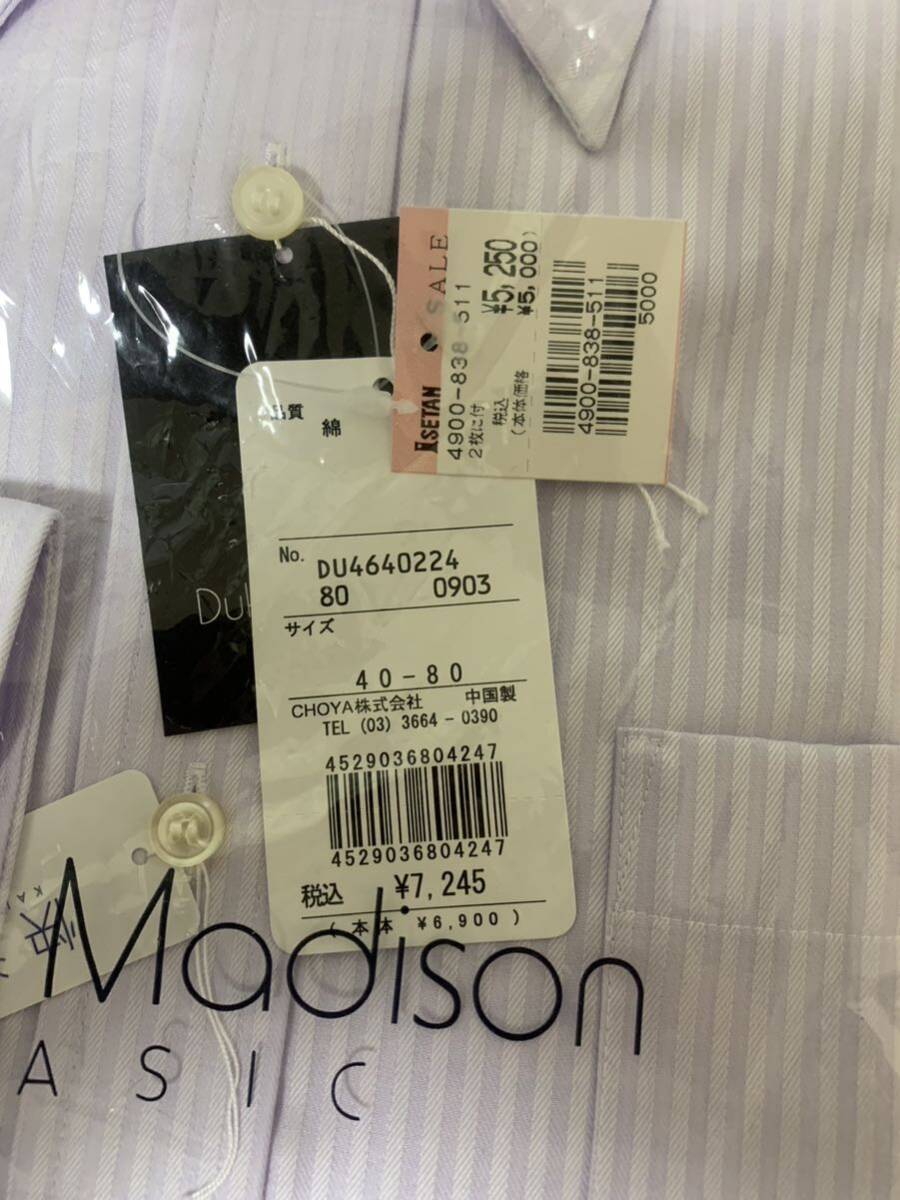 SALE
ISETAN
4900-838-511
2枚に付
税込 ¥5,250
(本体価格 ¥5,000)
4900-838-511
5000
品質
綿
No.
DU4640224
80 0903
サイズ
40-80
CHOYA株式会社 中国製
TEL (03) 3664-0390
4529036804247
4529036804247
税込 ¥7,245
(本体 ¥6,900)
Madison
ASIC